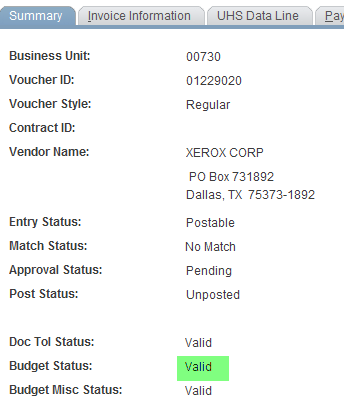 Summary Invoice Information UHS Data Line Pay
Business Unit: 00730
Voucher ID: 01229020
Voucher Style: Regular
Contract ID:
Vendor Name: XEROX CORP
PO Box 731892
Dallas, TX 75373-1892
Entry Status: Postable
Match Status: No Match
Approval Status: Pending
Post Status: Unposted
Doc Tol Status: Valid
Budget Status: Valid
Budget Misc Status: Valid